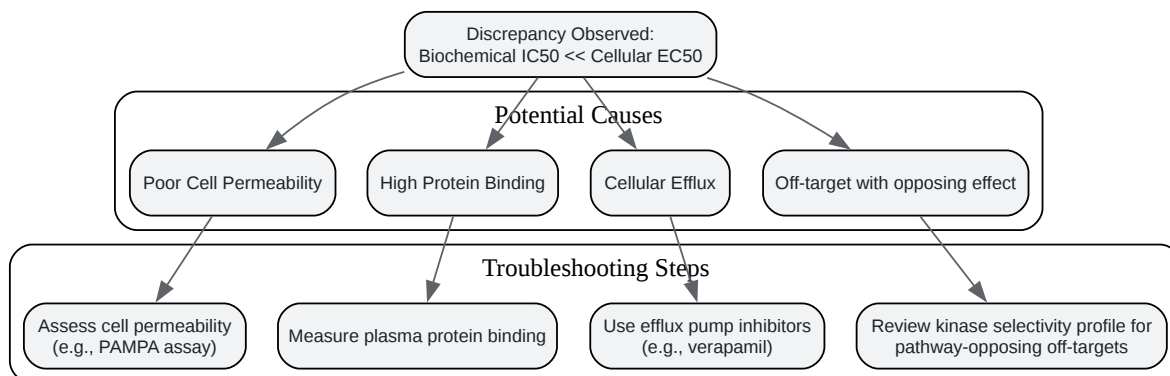 Discrepancy Observed:
Biochemical IC50 << Cellular EC50
Potential Causes
Poor Cell Permeability
High Protein Binding
Cellular Efflux
Off-target with opposing effect
Troubleshooting Steps
Assess cell permeability
(e.g., PAMPA assay)
Measure plasma protein binding
Use efflux pump inhibitors
(e.g., verapamil)
Review kinase selectivity profile for
pathway-opposing off-targets